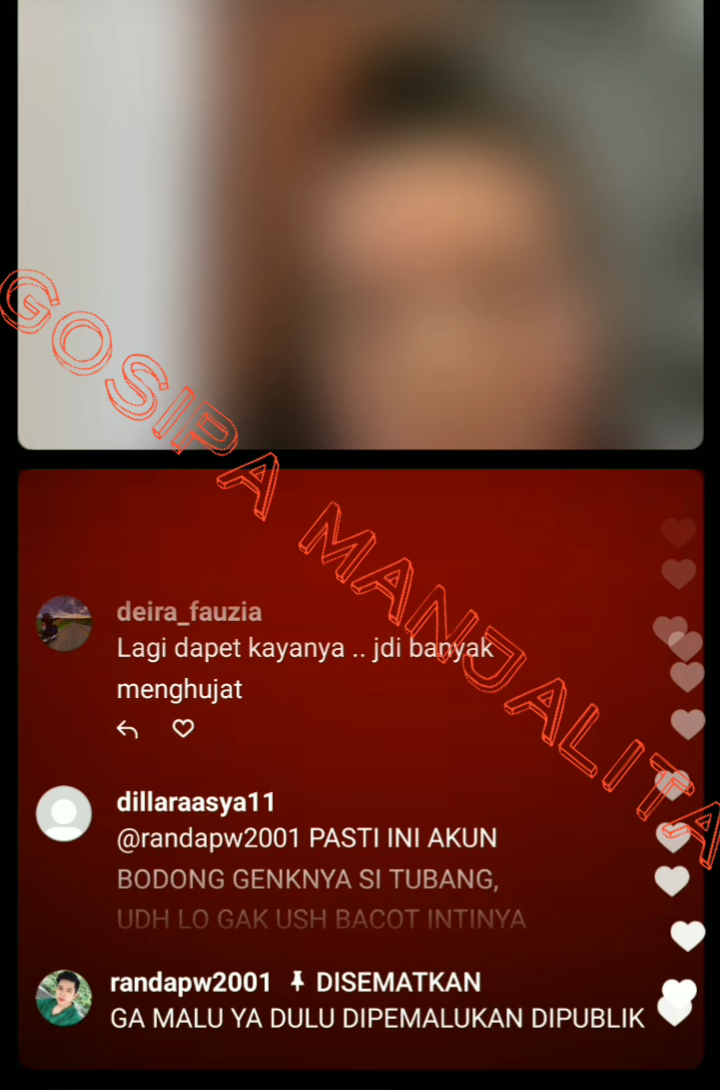 GOSIPA MANJALITA
deira_fauzia
Lagi dapet kayanya .. jdi banyak
menghujat
dillaraasya11
@randapw2001 PASTI INI AKUN
BODONG GENKNYA SI TUBANG,
UDH LO GAK USH BACOT INTINYA
randapw2001 DISEMATKAN
GA MALU YA DULU DIPEMALUKAN DIPUBLIK